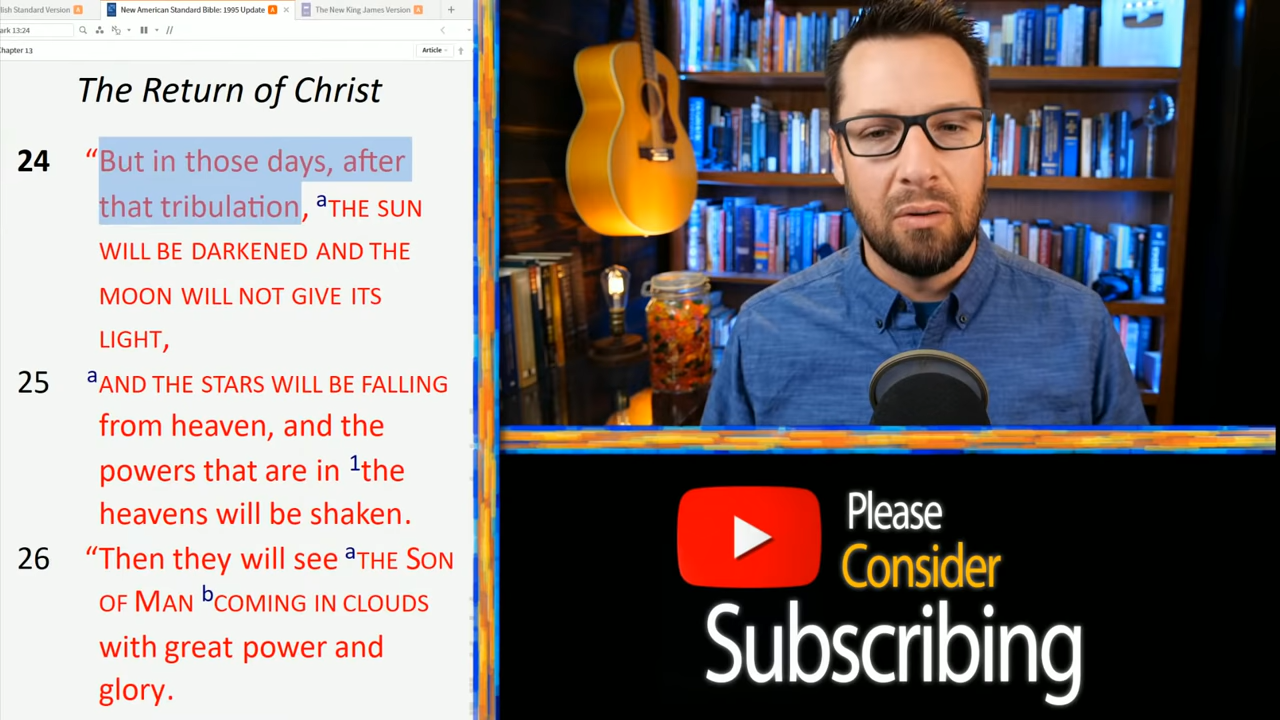 lish Standard Version A
New American Standard Bible: 1995 Update A ×
The New King James Version A
+
ark 13:24
Chapter 13
Article
The Return of Christ
24 “But in those days, after
that tribulation, ᵃTHE SUN
WILL BE DARKENED AND THE
MOON WILL NOT GIVE ITS
LIGHT,
25 ᵃAND THE STARS WILL BE FALLING
from heaven, and the
powers that are in ¹the
heavens will be shaken.
26 “Then they will see ᵃTHE SON
OF MAN ᵇCOMING IN CLOUDS
with great power and
glory.
Please
Consider
Subscribing